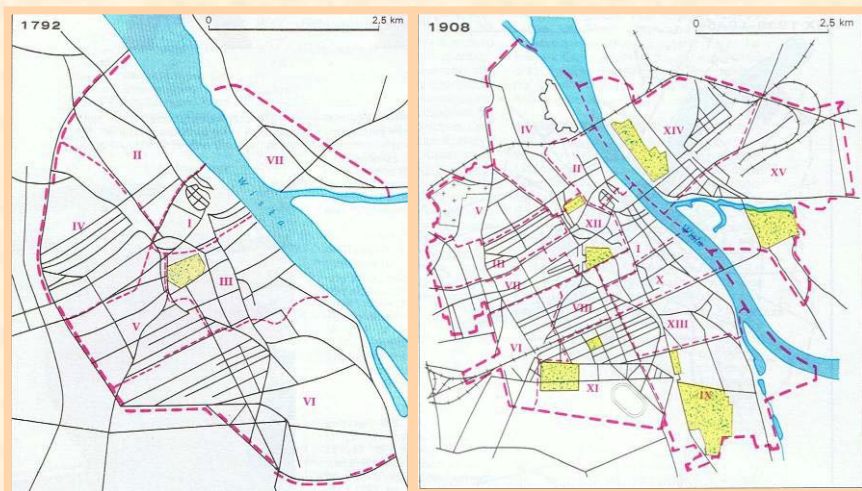 1792
0 2,5 km
II
VII
IV
I
Wisła
III
V
VI
1908
0 2,5 km
IV
XIV
II
XV
V
XII
I
Wisła
III
VII
X
VIII
XIII
VI
XI
IX